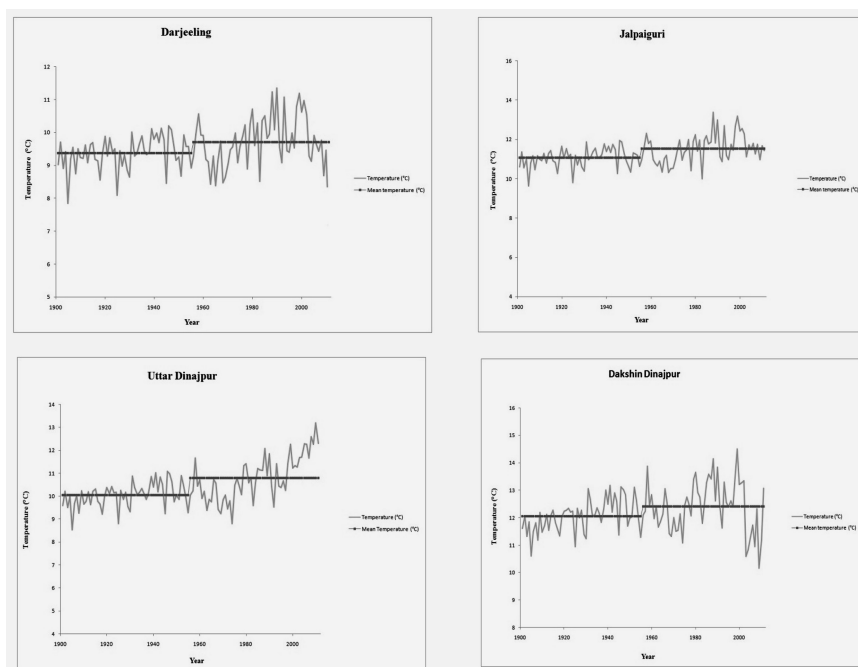 Darjeeling
12
11
10
9
8
7
6
5
Temperature (°C)
1900
1920
1940
1960
1980
2000
Year
Temperature (°C)
Mean temperature (°C)
Jalpaiguri
16
14
12
10
8
6
4
Temperature (°C)
1900
1920
1940
1960
1980
2000
Year
Temperature (°C)
Mean temperature (°C)
Uttar Dinajpur
14
13
12
11
10
9
8
7
6
5
4
Temperature (°C)
1900
1920
1940
1960
1980
2000
Year
Temperature (°C)
Mean Temperature (°C)
Dakshin Dinajpur
16
15
14
13
12
11
10
9
8
Temperature (°C)
1900
1920
1940
1960
1980
2000
Year
Temperature (°C)
Mean temperature (°C)